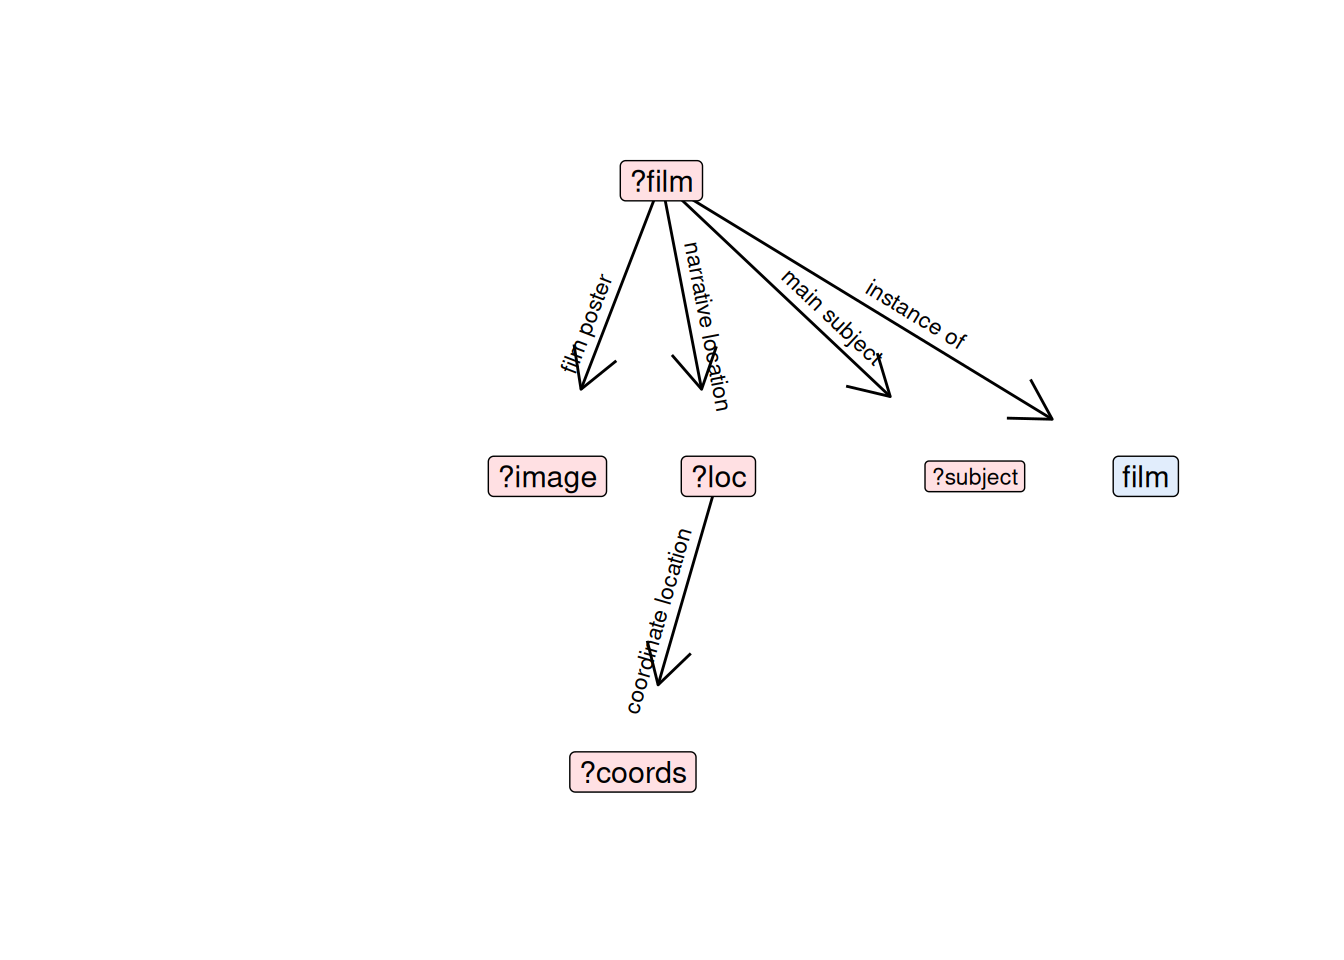 ?film
film poster
narrative location
main subject
instance of
?image
?loc
?subject
film
coordinate location
?coords